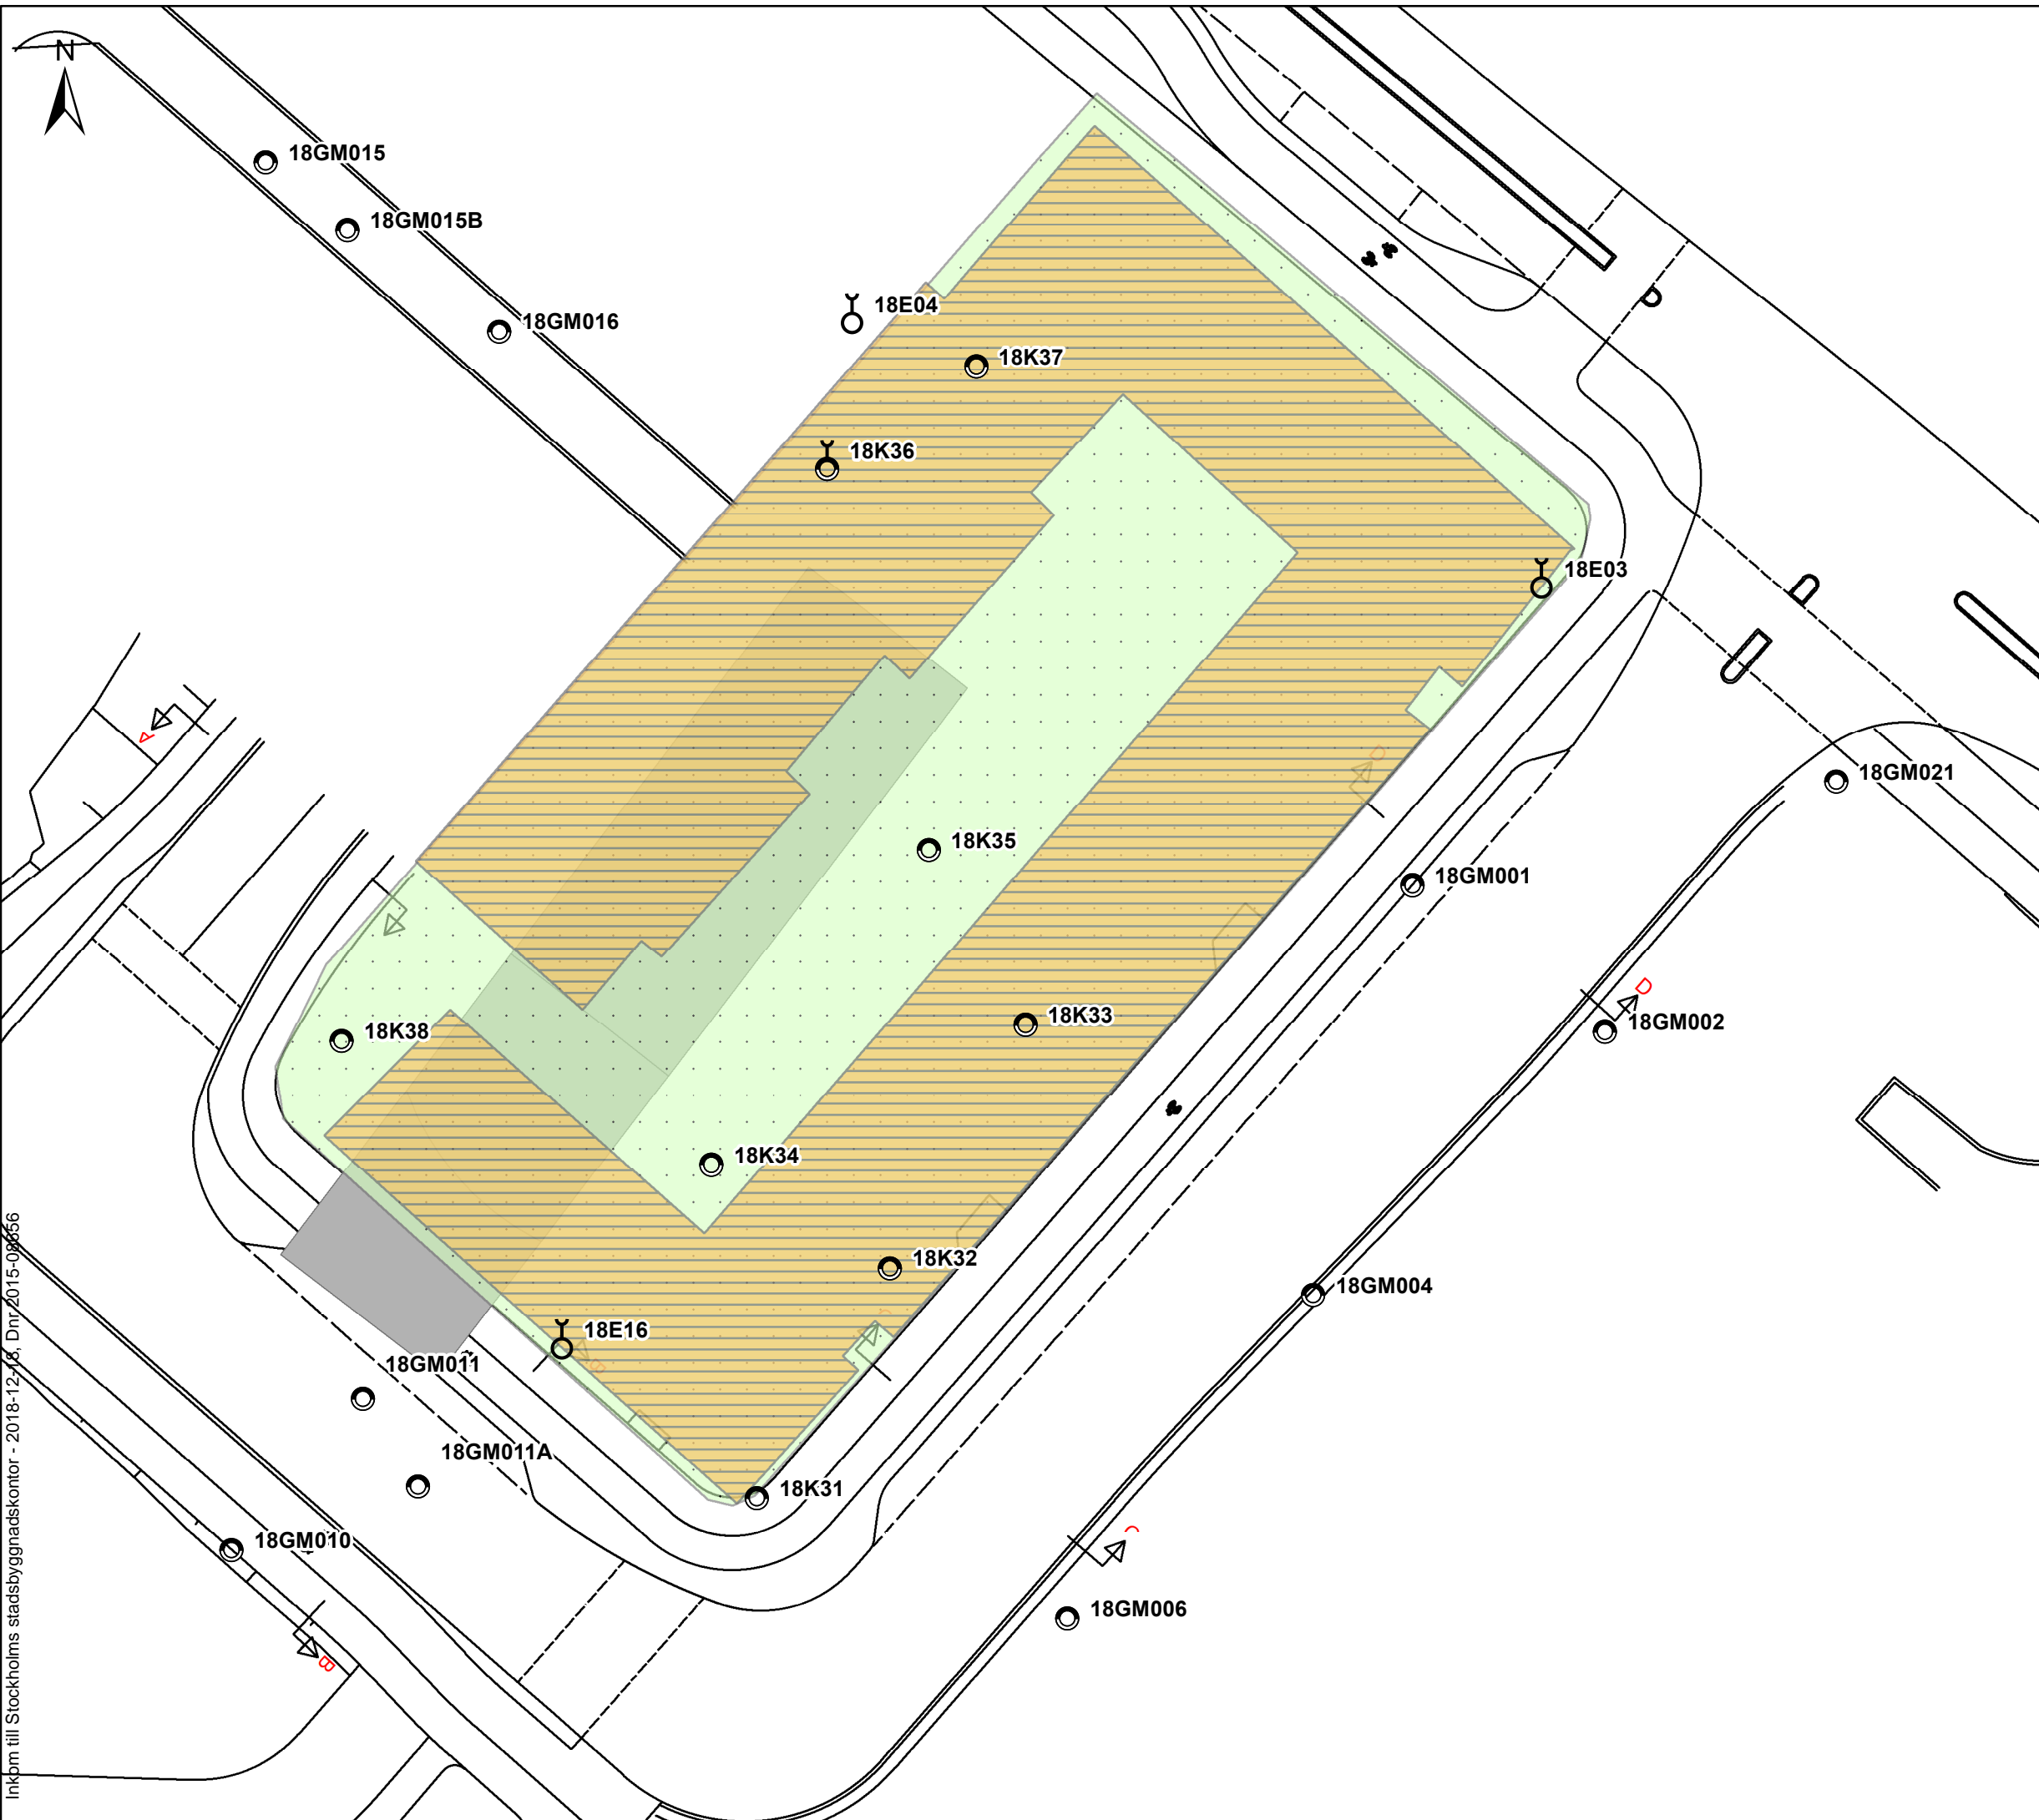 N
18GM015
18GM015B
18GM016
18E04
18K37
18K36
18E03
A
18GM021
18K35
18GM001
D
D
18GM002
18K33
18K38
18K34
18K32
18GM004
18E16
B
18GM011
18GM011A
18K31
18GM010
C
18GM006
B
Inkom till Stockholms stadsbyggnadskontor - 2018-12-18, Dnr 2015-08656